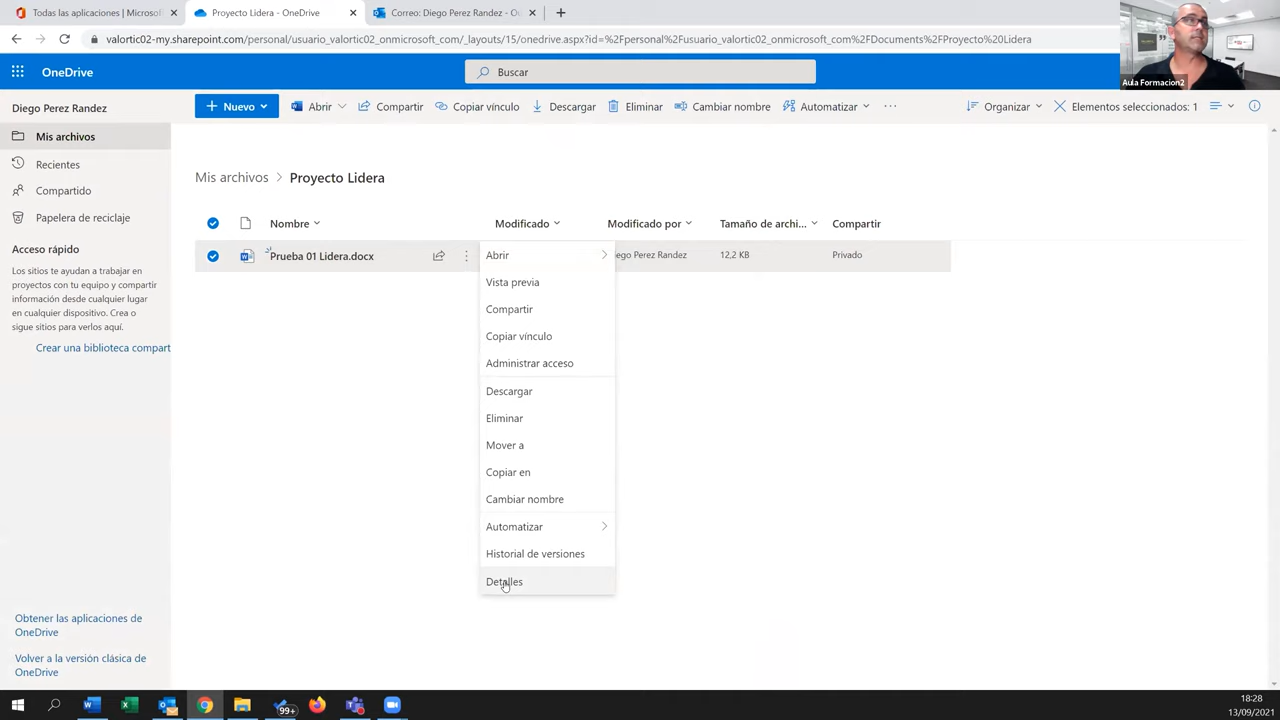 Todas las aplicaciones | Microsof
Proyecto Lidera - OneDrive
Correo: Diego Perez Randez - Ou
valortic02-my.sharepoint.com/personal/usuario_valortic02_onmicrosoft_com/_layouts/15/onedrive.aspx?id=%2Fpersonal%2Fusuario_valortic02_onmicrosoft_com%2FDocuments%2FProyecto%20Lidera
Aula Formacion2
OneDrive
Buscar
Diego Perez Randez
Nuevo
Abrir
Compartir
Copiar vínculo
Descargar
Eliminar
Cambiar nombre
Automatizar
Organizar
Elementos seleccionados: 1
Mis archivos
Recientes
Compartido
Papelera de reciclaje
Acceso rápido
Los sitios te ayudan a trabajar en
proyectos con tu equipo y compartir
información desde cualquier lugar
en cualquier dispositivo. Crea o
sigue sitios para verlos aquí.
Crear una biblioteca compart
Obtener las aplicaciones de
OneDrive
Volver a la versión clásica de
OneDrive
Mis archivos > Proyecto Lidera
Nombre
Modificado
Modificado por
Tamaño de archi...
Compartir
Prueba 01 Lidera.docx
iego Perez Randez
12,2 KB
Privado
Abrir
Vista previa
Compartir
Copiar vínculo
Administrar acceso
Descargar
Eliminar
Mover a
Copiar en
Cambiar nombre
Automatizar
Historial de versiones
Detalles
99+
18:28
13/09/2021